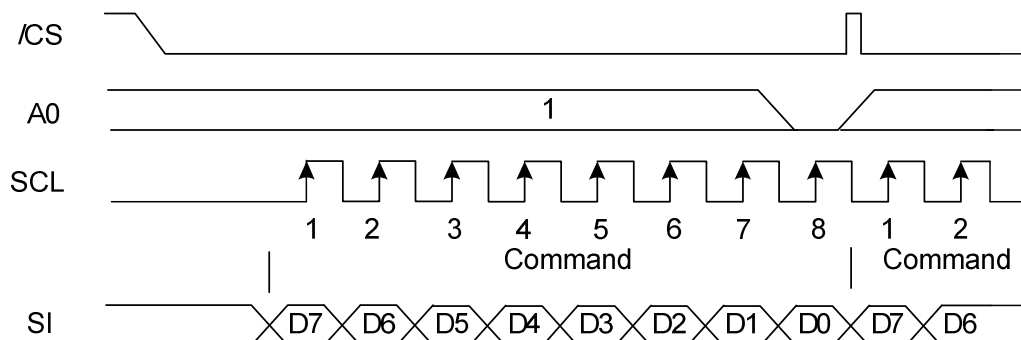 /CS
A0 1
SCL
1 2 3 4 5 6 7 8 1 2
Command Command
SI D7 D6 D5 D4 D3 D2 D1 D0 D7 D6